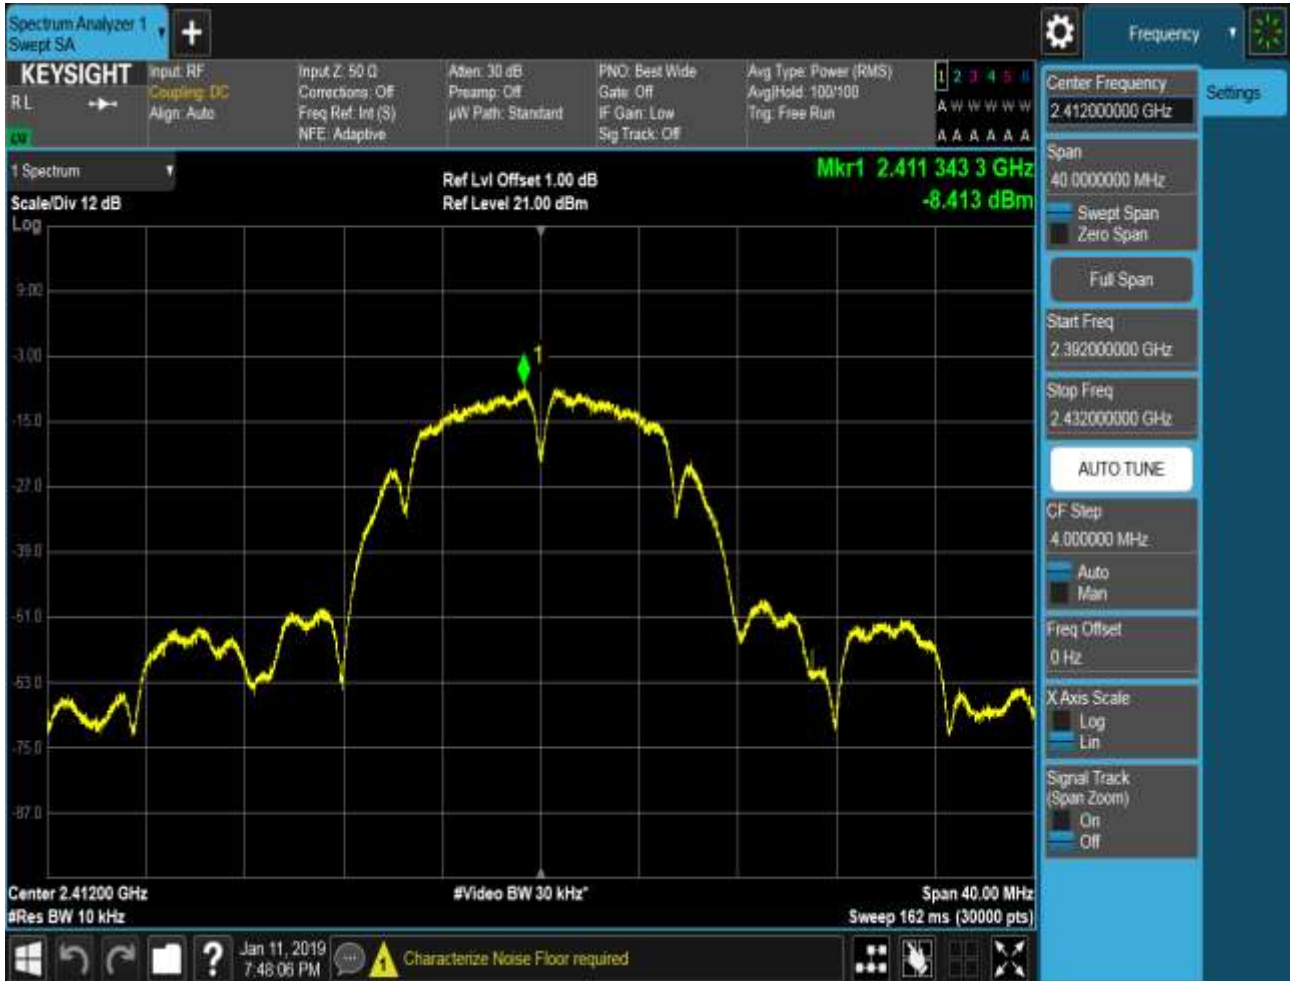 Spectrum Analyzer 1
Swept SA
+
Frequency
KEYSIGHT
RL
LXI
Input: RF
Coupling: DC
Align: Auto
Input Z: 50 Ω
Corrections: Off
Freq Ref: Int (S)
NFE: Adaptive
Atten: 30 dB
Preamp: Off
µW Path: Standard
PNO: Best Wide
Gate: Off
IF Gain: Low
Sig Track: Off
Avg Type: Power (RMS)
Avg|Hold: 100/100
Trig: Free Run
1 2 3 4 5 6
A W W W W W
A A A A A A
1 Spectrum
Scale/Div 12 dB
Log
Ref Lvl Offset 1.00 dB
Ref Level 21.00 dBm
Mkr1 2.411 343 3 GHz
-8.413 dBm
9.00
-3.00
-15.0
-27.0
-39.0
-51.0
-63.0
-75.0
-87.0
1
Center 2.41200 GHz
#Res BW 10 kHz
#Video BW 30 kHz*
Span 40.00 MHz
Sweep 162 ms (30000 pts)
Center Frequency
2.412000000 GHz
Settings
Span
40.0000000 MHz
Swept Span
Zero Span
Full Span
Start Freq
2.392000000 GHz
Stop Freq
2.432000000 GHz
AUTO TUNE
CF Step
4.000000 MHz
Auto
Man
Freq Offset
0 Hz
X Axis Scale
Log
Lin
Signal Track
(Span Zoom)
On
Off
?
Jan 11, 2019
7:48:06 PM
1
Characterize Noise Floor required